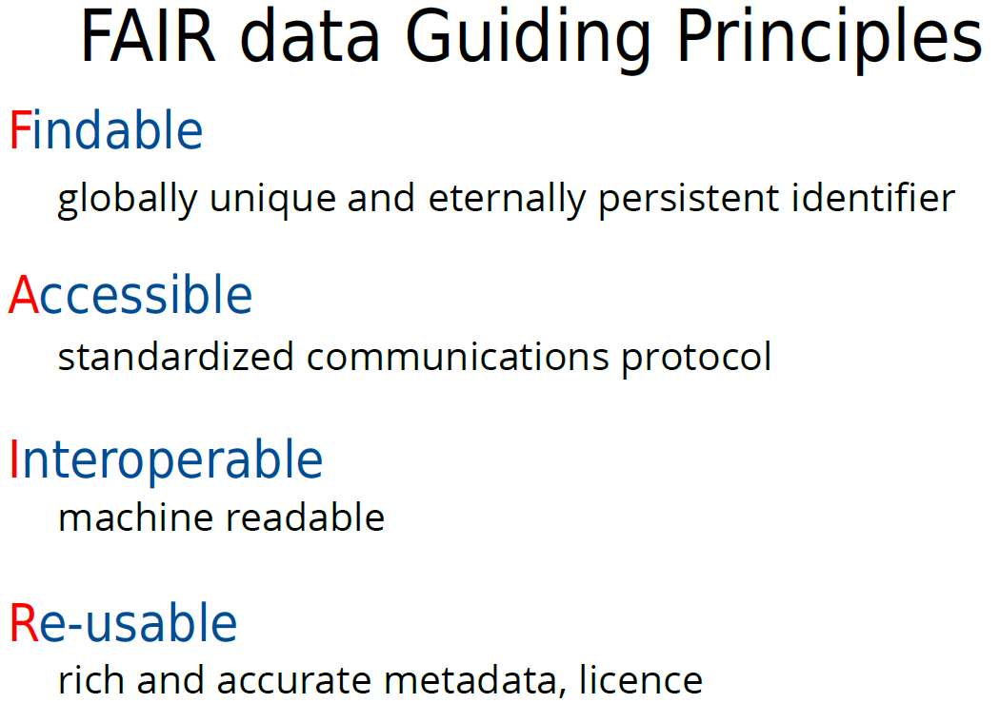 FAIR data Guiding Principles
Findable
globally unique and eternally persistent identifier
Accessible
standardized communications protocol
Interoperable
machine readable
Re-usable
rich and accurate metadata, licence